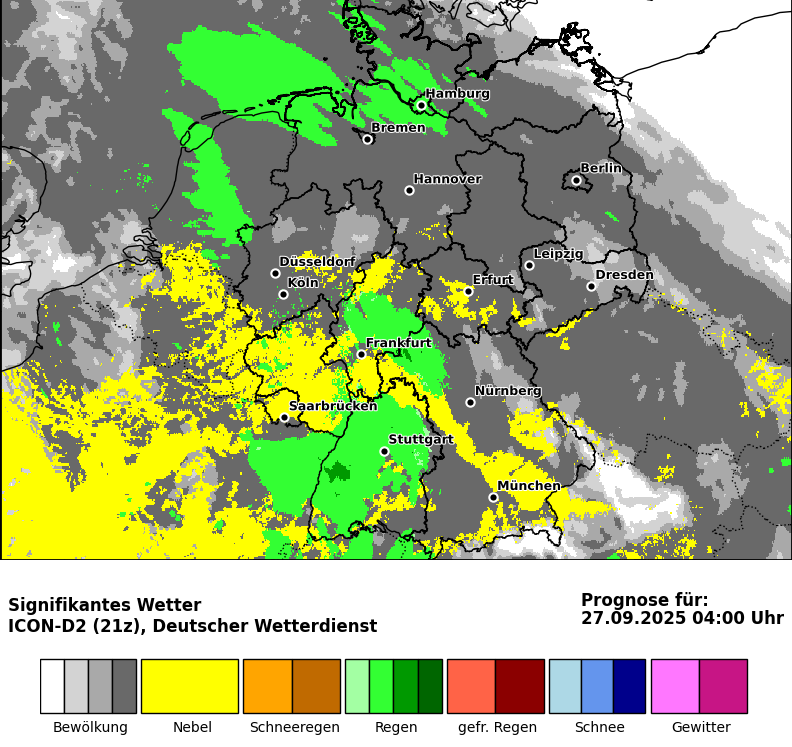 Hamburg
Bremen
Berlin
Hannover
Leipzig
Düsseldorf
Dresden
Erfurt
Köln
Frankfurt
Nürnberg
Saarbrücken
Stuttgart
München
Signifikantes Wetter
ICON-D2 (21z), Deutscher Wetterdienst
Prognose für:
27.09.2025 04:00 Uhr
Bewölkung Nebel Schneeregen Regen gefr. Regen Schnee Gewitter